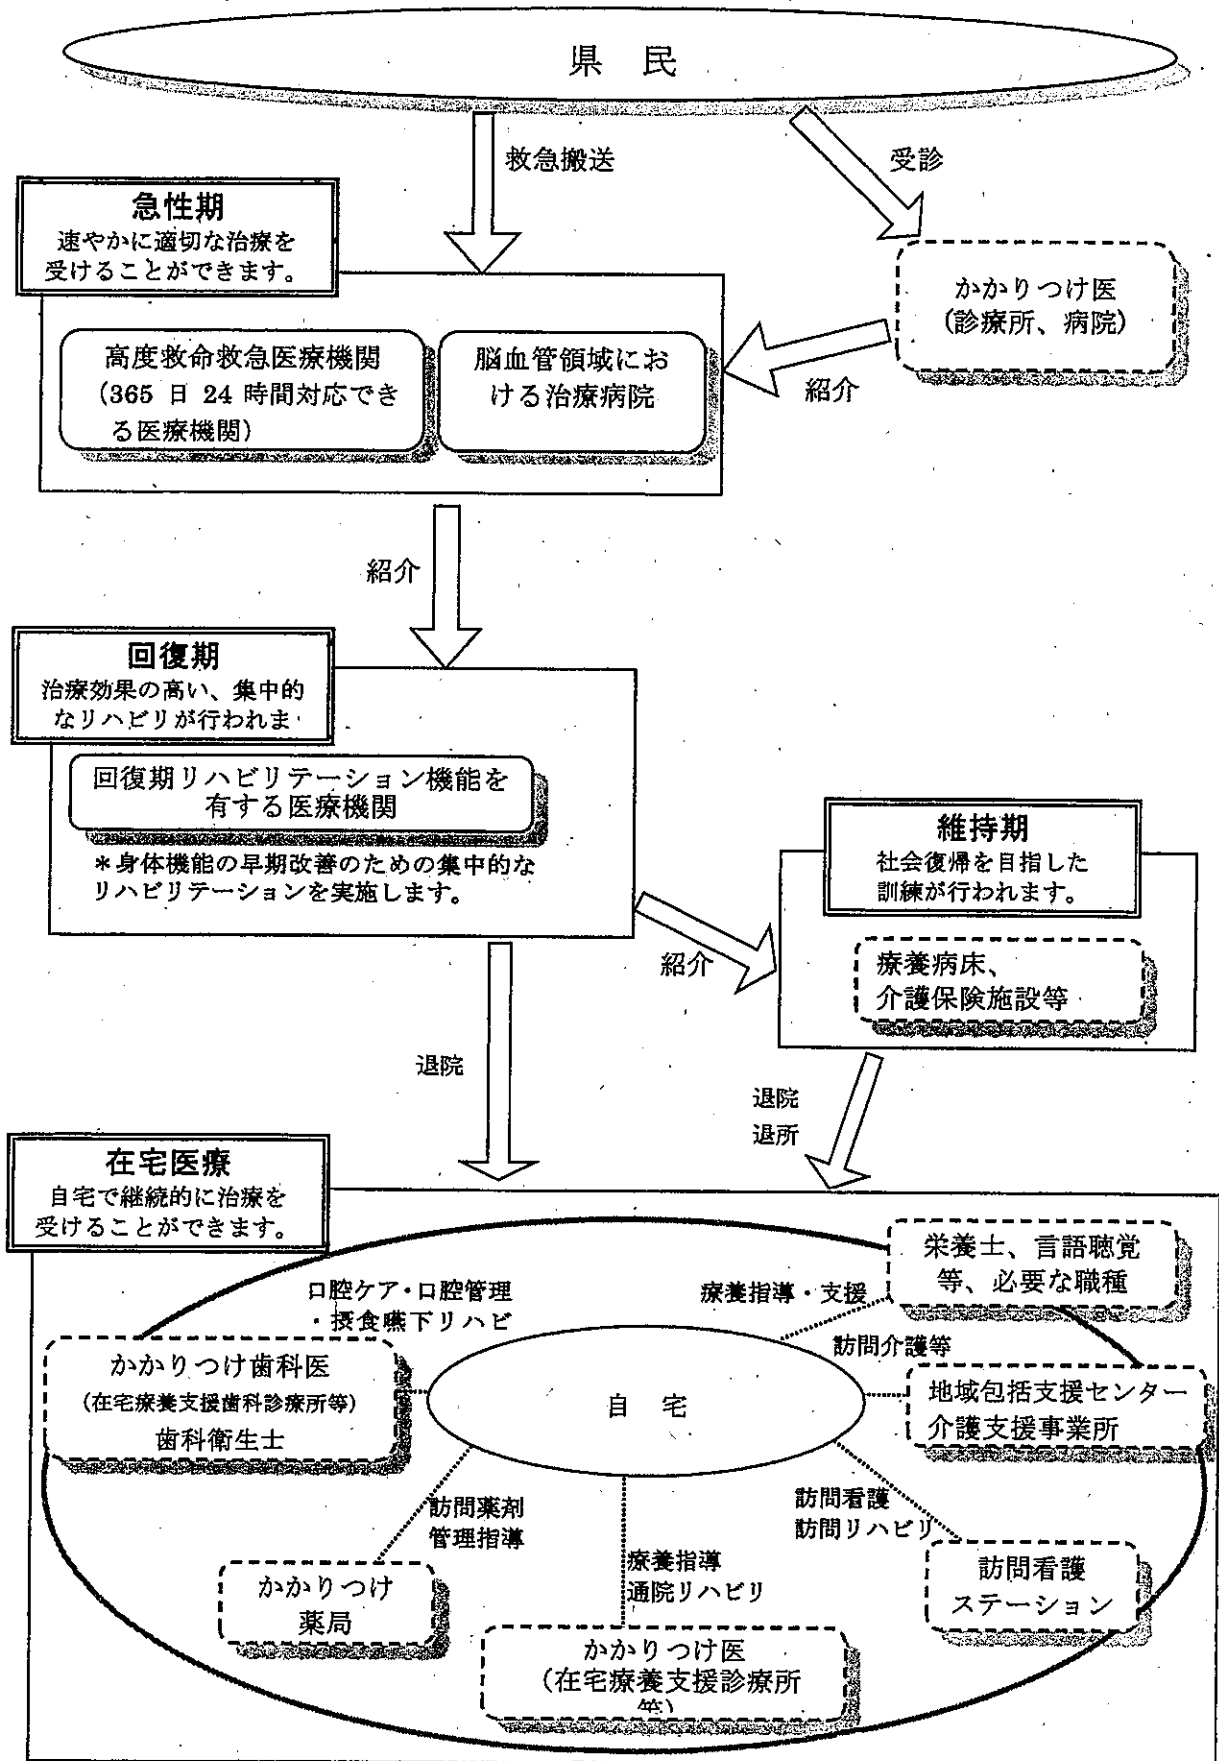 県 民
救急搬送
受診
急性期
速やかに適切な治療を
受けることができます。
かかりつけ医
(診療所、病院)
高度救命救急医療機関
(365 日 24 時間対応でき
る医療機関)
脳血管領域にお
ける治療病院
紹介
紹介
回復期
治療効果の高い、集中的
なリハビリが行われま
回復期リハビリテーション機能を
有する医療機関
＊身体機能の早期改善のための集中的な
リハビリテーションを実施します。
維持期
社会復帰を目指した
訓練が行われます。
紹介
療養病床、
介護保険施設等
退院
退院
退所
在宅医療
自宅で継続的に治療を
受けることができます。
栄養士、言語聴覚
等、必要な職種
口腔ケア・口腔管理
・摂食嚥下リハビ
療養指導・支援
訪問介護等
かかりつけ歯科医
(在宅療養支援歯科診療所等)
歯科衛生士
自 宅
地域包括支援センター
介護支援事業所
訪問薬剤
管理指導
訪問看護
訪問リハビリ
療養指導
通院リハビリ
かかりつけ
薬局
訪問看護
ステーション
かかりつけ医
(在宅療養支援診療所
等)